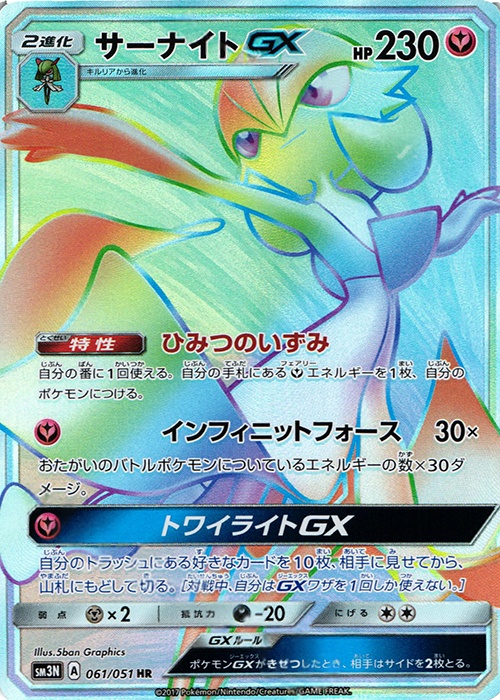 2進化 サーナイトGX HP230
キルリアから進化
とくせい
特性 ひみつのいずみ
自分の番に1回使える。自分の手札にあるエネルギーを1枚、自分の
ポケモンにつける。
インフィニットフォース 30×
おたがいのバトルポケモンについているエネルギーの数×30ダ
メージ。
トワイライトGX
自分のトラッシュにある好きなカードを10枚、相手に見せてから、
山札にもどして切る。[対戦中、自分はGXワザを1回しか使えない。]
弱点 ×2 抵抗力 -20 にげる
Illus.5ban Graphics
GXルール
ポケモンGXがきぜつしたとき、相手はサイドを2枚とる。
sm3N A 061/051 HR
©2017 Pokémon/Nintendo/Creatures/GAME FREAK.